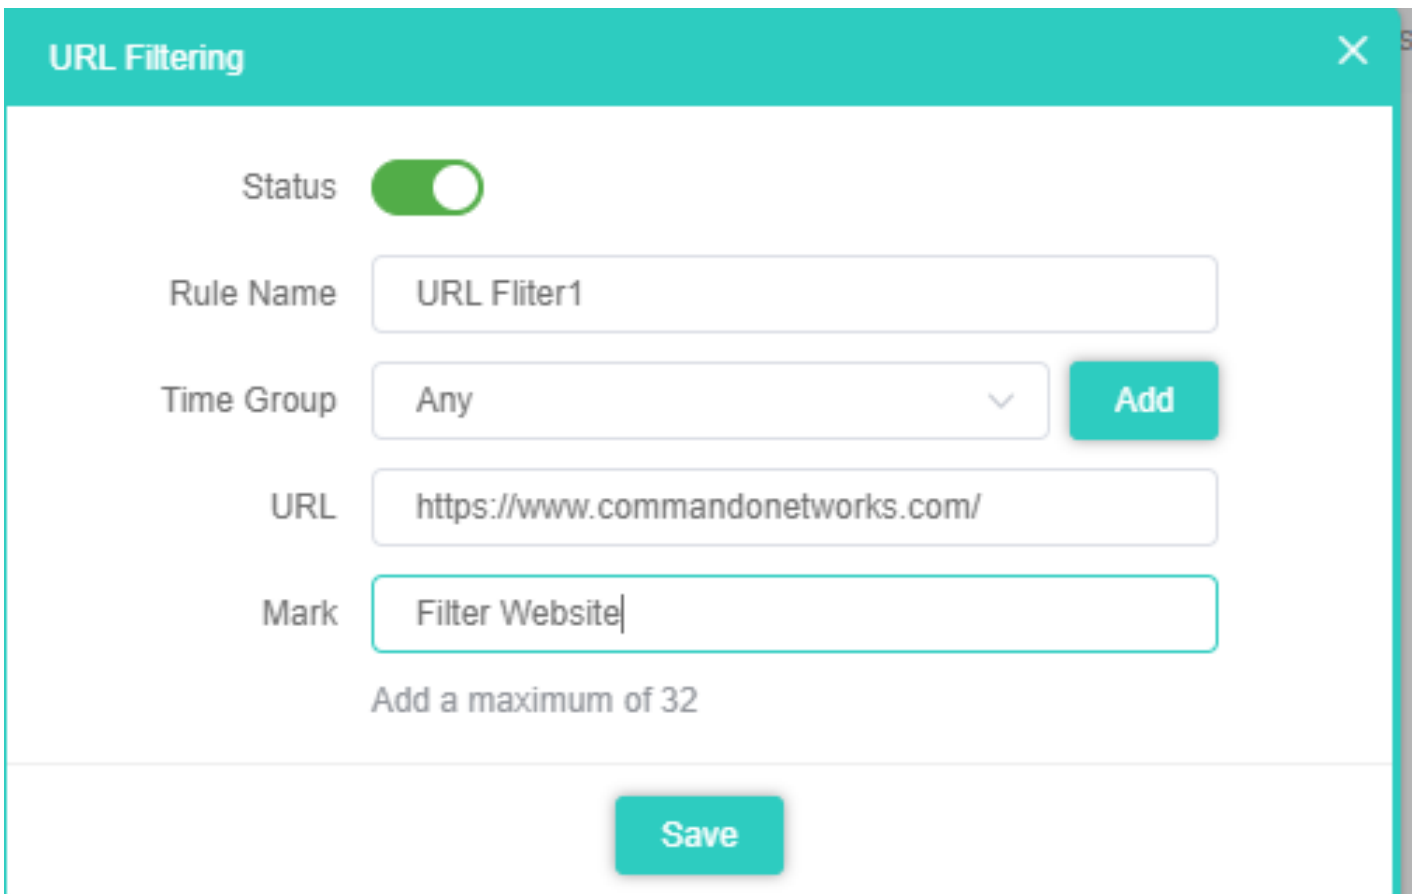 URL Filtering
Status
Rule Name URL Fliter1
Time Group Any Add
URL https://www.commandonetworks.com/
Mark Filter Website
Add a maximum of 32
Save